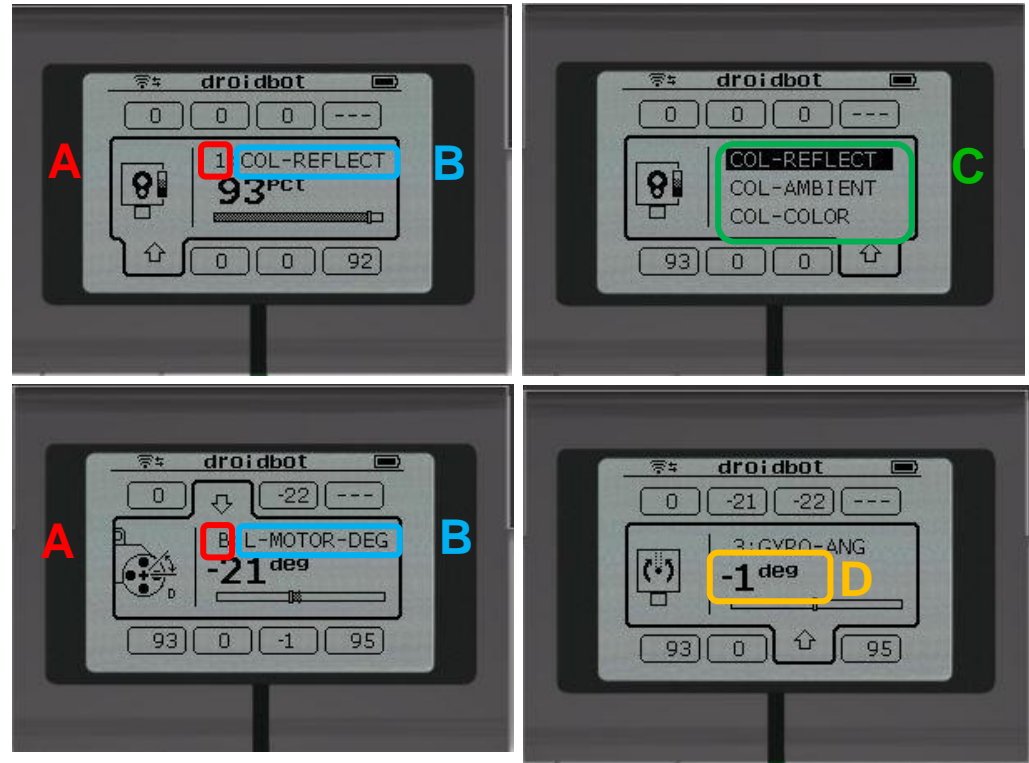 droidbot
0 0 0 ---
A 1:COL-REFLECT B
93 pct
0 0 92
droidbot
0 0 0 ---
COL-REFLECT C
COL-AMBIENT
COL-COLOR
93 0 0
droidbot
0 -22 ---
A B L-MOTOR-DEG B
-21 deg
D
93 0 -1 95
droidbot
0 -21 -22 ---
3:GYRO-ANG
-1 deg D
93 0 95